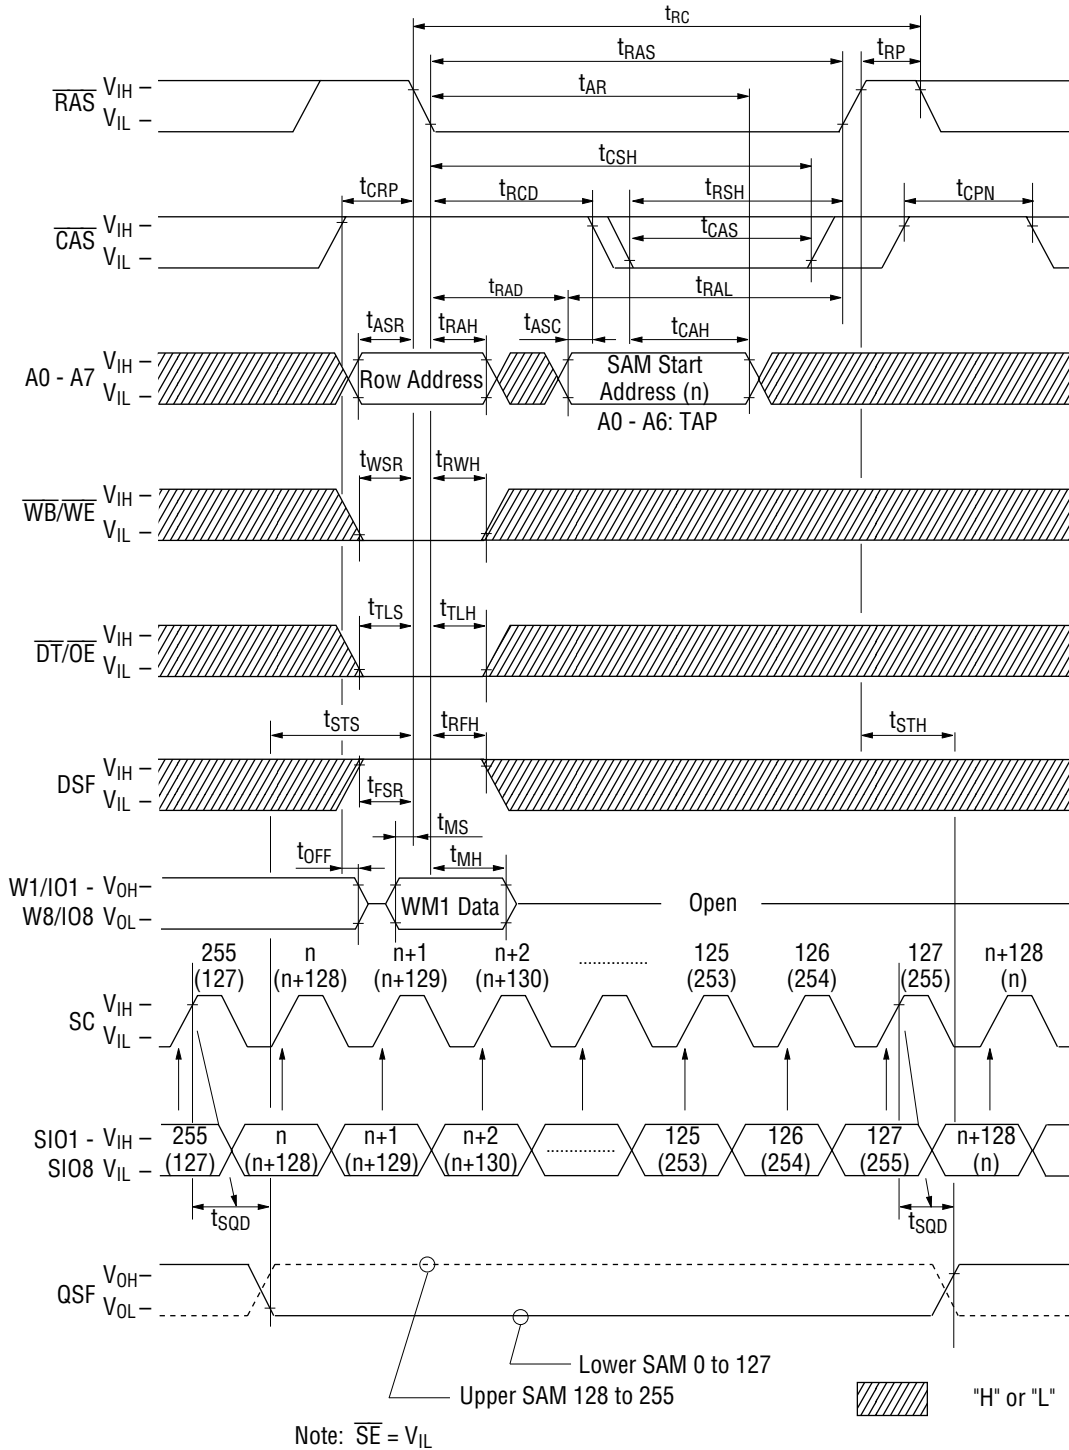 tRC
tRAS
tRP
RAS VIH
VIL
tAR
tCSH
tCRP
tRCD
tRSH
tCPN
CAS VIH
VIL
tCAS
tRAD
tRAL
tASR
tRAH
tASC
tCAH
A0 - A7 VIH
VIL
Row Address
SAM Start
Address (n)
A0 - A6: TAP
tWSR
tRWH
WB/WE VIH
VIL
tTLS
tTLH
DT/OE VIH
VIL
tSTS
tRFH
tSTH
DSF VIH
VIL
tFSR
tMS
tOFF
tMH
W1/IO1 - VOH
W8/IO8 VOL
WM1 Data
Open
255 n n+1 n+2 ............... 125 126 127 n+128
(127) (n+128) (n+129) (n+130) (253) (254) (255) (n)
SC VIH
VIL
SIO1 - VIH
SIO8 VIL
255 n n+1 n+2 ............... 125 126 127 n+128
(127) (n+128) (n+129) (n+130) (253) (254) (255) (n)
tSQD
tSQD
QSF VOH
VOL
Lower SAM 0 to 127
Upper SAM 128 to 255
"H" or "L"
Note: SE = VIL